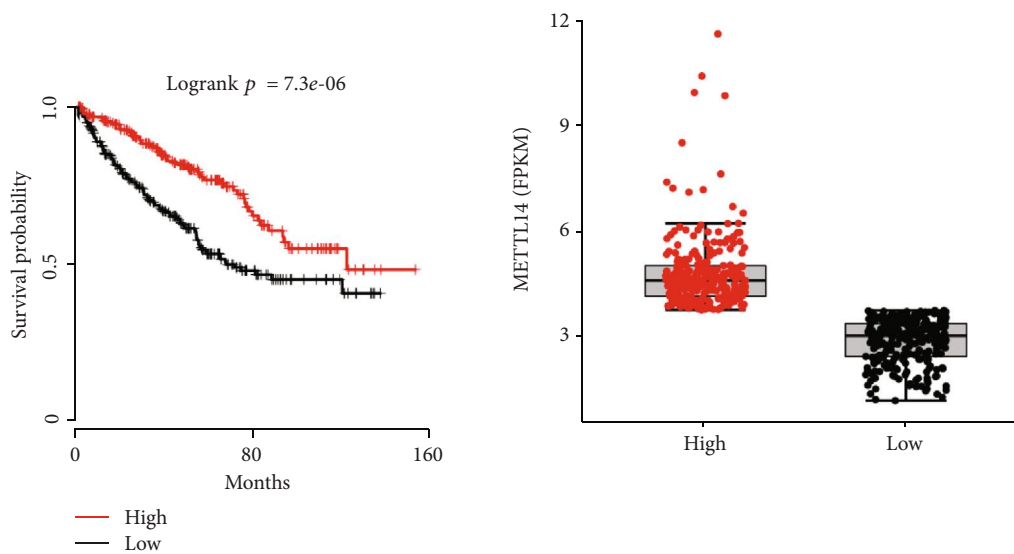 Logrank p = 7.3e-06
Survival probability
1.0
0.5
0
0
80
160
Months
High
Low
METTL14 (FPKM)
12
9
6
3
High
Low